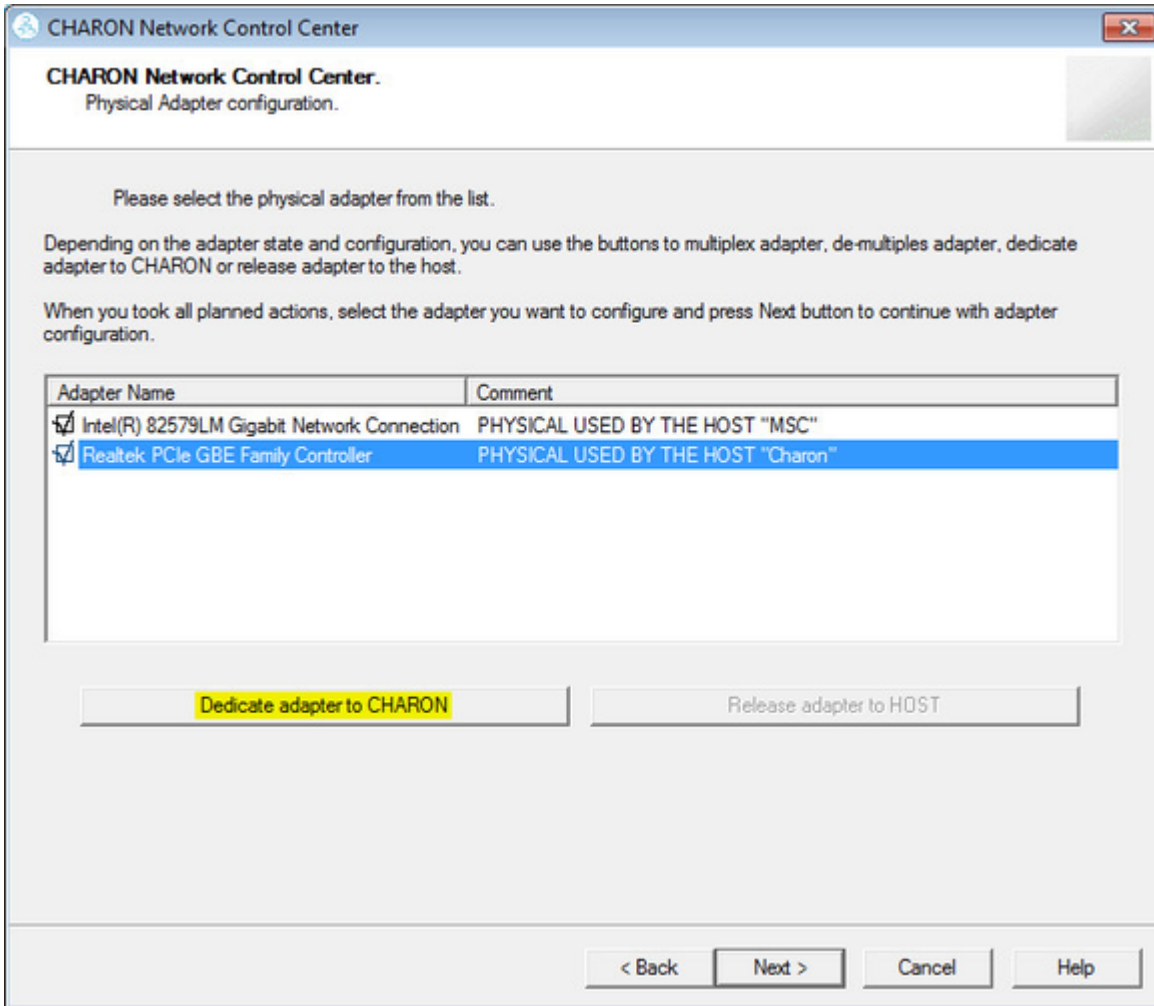 CHARON Network Control Center
CHARON Network Control Center.
Physical Adapter configuration.
Please select the physical adapter from the list.
Depending on the adapter state and configuration, you can use the buttons to multiplex adapter, de-multiples adapter, dedicate
adapter to CHARON or release adapter to the host.
When you took all planned actions, select the adapter you want to configure and press Next button to continue with adapter
configuration.
Adapter Name Comment
Intel(R) 82579LM Gigabit Network Connection PHYSICAL USED BY THE HOST "MSC"
Realtek PCIe GBE Family Controller PHYSICAL USED BY THE HOST "Charon"
Dedicate adapter to CHARON Release adapter to HOST
< Back Next > Cancel Help